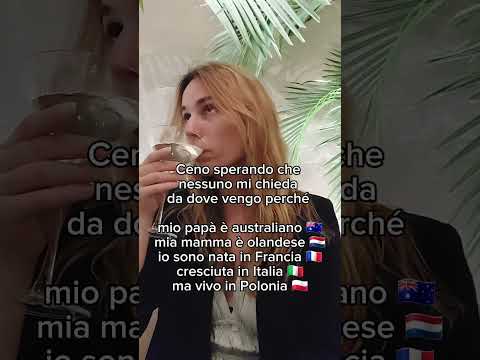 Ceno sperando che
nessuno mi chieda
da dove vengo perché
mio papà è australiano 🇦🇺
mia mamma è olandese 🇳🇱
io sono nata in Francia 🇫🇷
cresciuta in Italia 🇮🇹
ma vivo in Polonia 🇵🇱